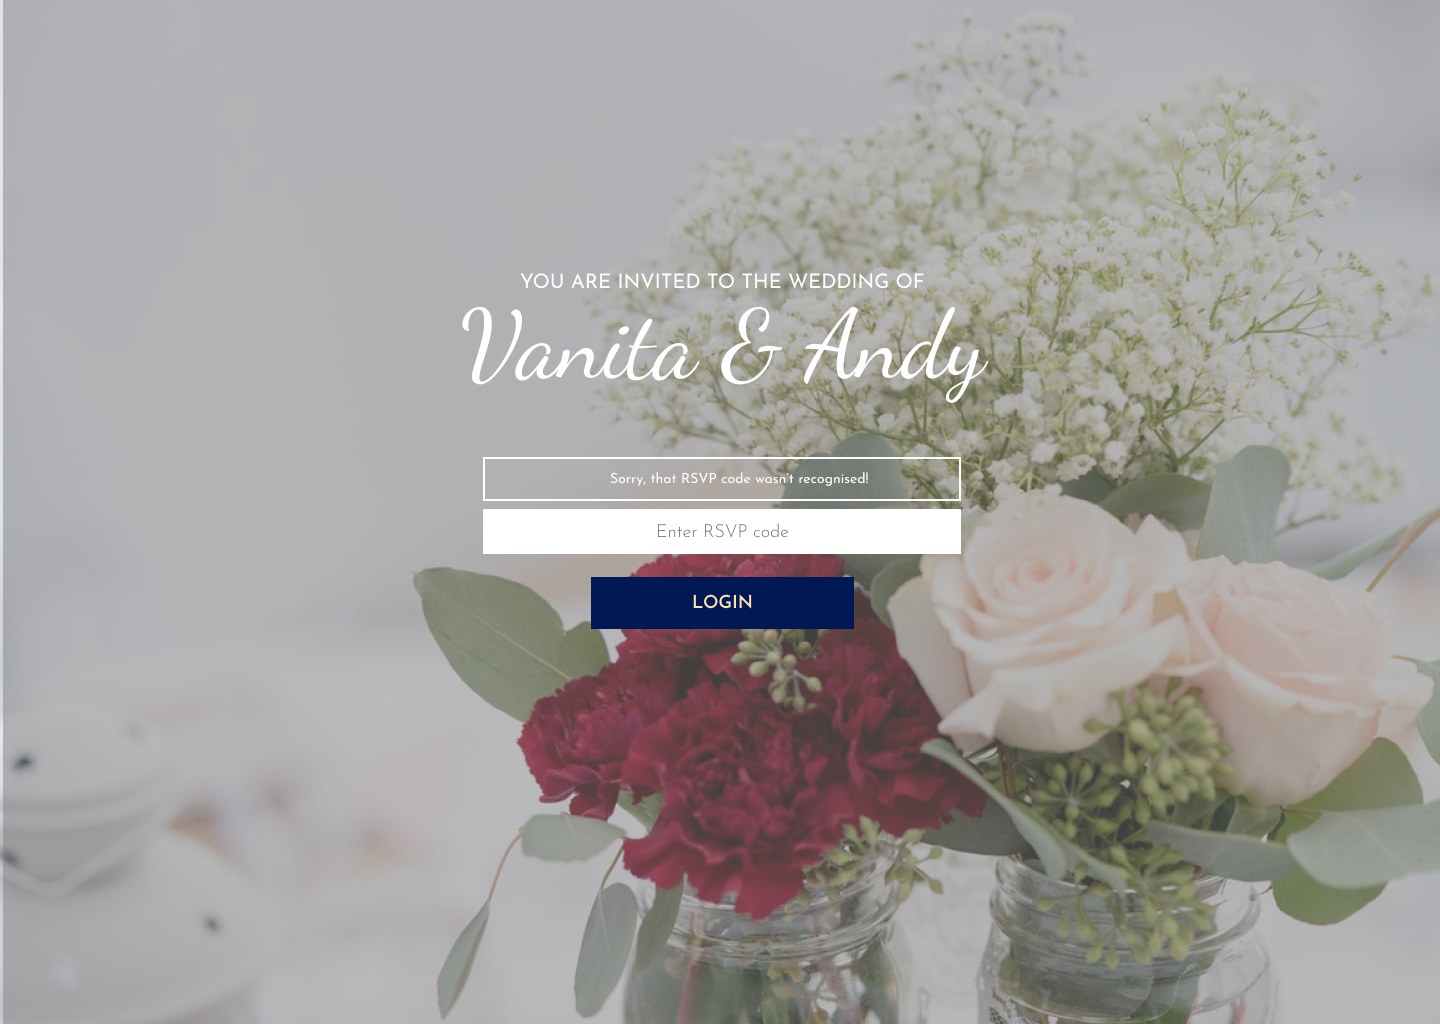 YOU ARE INVITED TO THE WEDDING OF
Vanita & Andy
Sorry, that RSVP code wasn't recognised!
Enter RSVP code
LOGIN